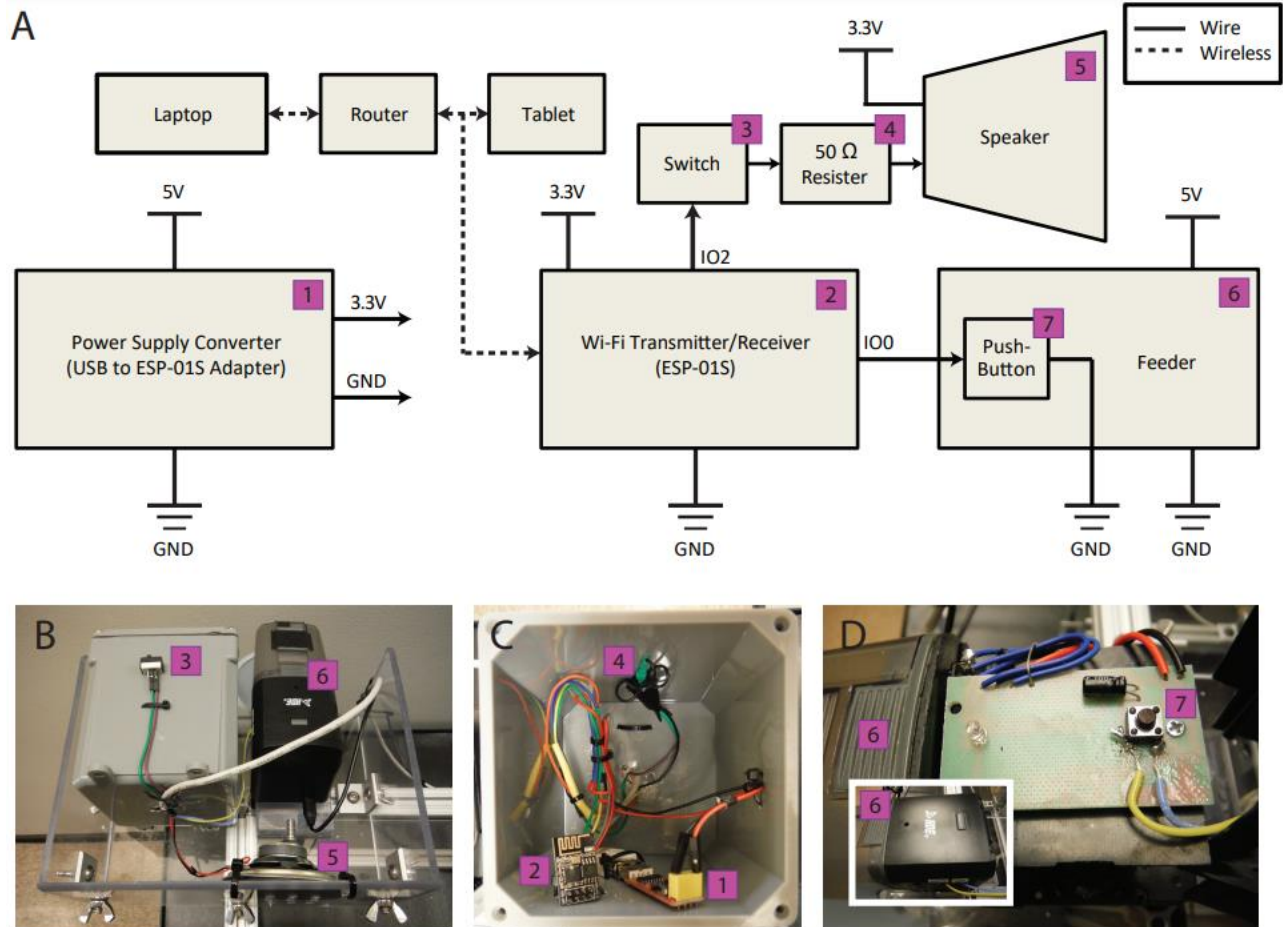 A
Wire
Wireless
Laptop
Router
Tablet
3.3V
5
Speaker
3
Switch
4
50 Ω
Resister
5V
1
Power Supply Converter
(USB to ESP-01S Adapter)
3.3V
GND
GND
3.3V
IO2
2
Wi-Fi Transmitter/Receiver
(ESP-01S)
IO0
GND
5V
6
7
Push-
Button
Feeder
GND
GND
B
3
6
5
C
4
2
1
D
6
7
6